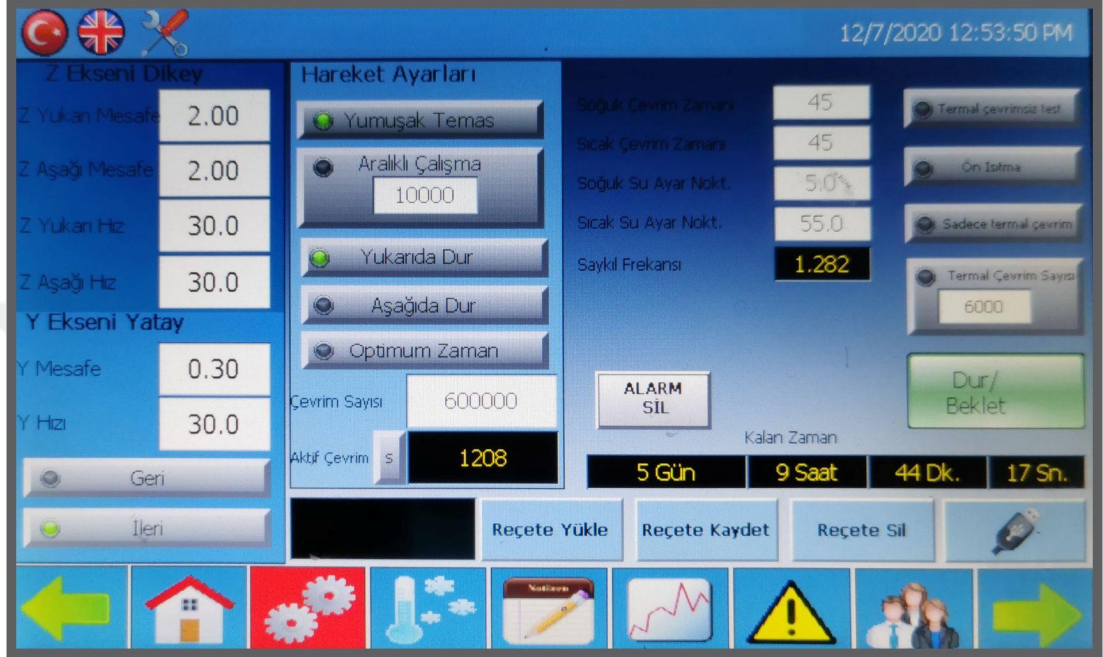 12/7/2020 12:53:50 PM
Z Ekseni Dikey
Z Yukarı Mesafe 2.00
Z Aşağı Mesafe 2.00
Z Yukarı Hız 30.0
Z Aşağı Hız 30.0
Y Ekseni Yatay
Y Mesafe 0.30
Y Hızı 30.0
Geri
İleri
Hareket Ayarları
Yumuşak Temas
Aralıklı Çalışma
10000
Yukarıda Dur
Aşağıda Dur
Optimum Zaman
Çevrim Sayısı 600000
Aktif Çevrim s 1208
Soğuk Çevrim Zamanı 45
Sıcak Çevrim Zamanı 45
Soğuk Su Ayar Nokt. 5.0
Sıcak Su Ayar Nokt. 55.0
Saykıl Frekansı 1.282
Termal çevrimsiz test
Ön Isıtma
Sadece termal çevrim
Termal Çevrim Sayısı
6000
ALARM
SİL
Dur/
Beklet
Kalan Zaman
5 Gün 9 Saat 44 Dk. 17 Sn.
Reçete Yükle Reçete Kaydet Reçete Sil
Notizen